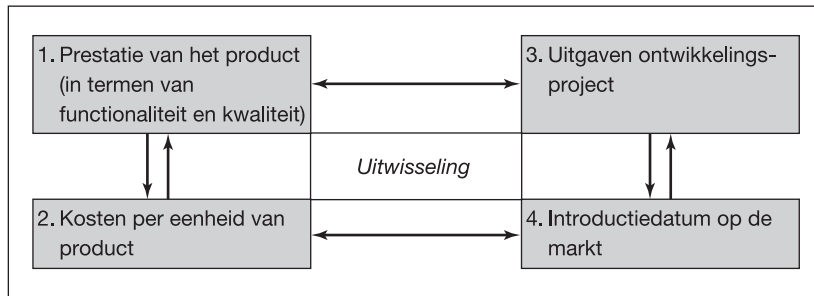 1. Prestatie van het product
(in termen van
functionaliteit en kwaliteit)
3. Uitgaven ontwikkelings-
project
Uitwisseling
2. Kosten per eenheid van
product
4. Introductiedatum op de
markt